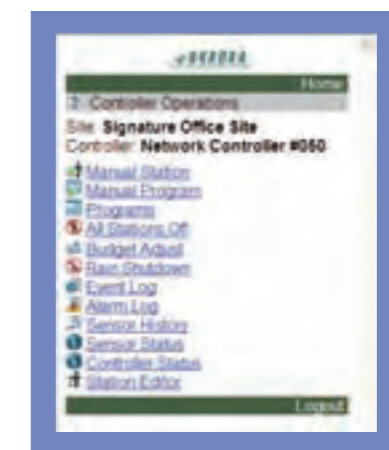 Home
Controller Operations
Site: Signature Office Site
Controller: Network Controller #050
Manual Station
Manual Program
Programs
All Stations Off
Budget Adjust
Rain Shutdown
Event Log
Alarm Log
Sensor History
Sensor Status
Controller Status
Station Editor
Logout